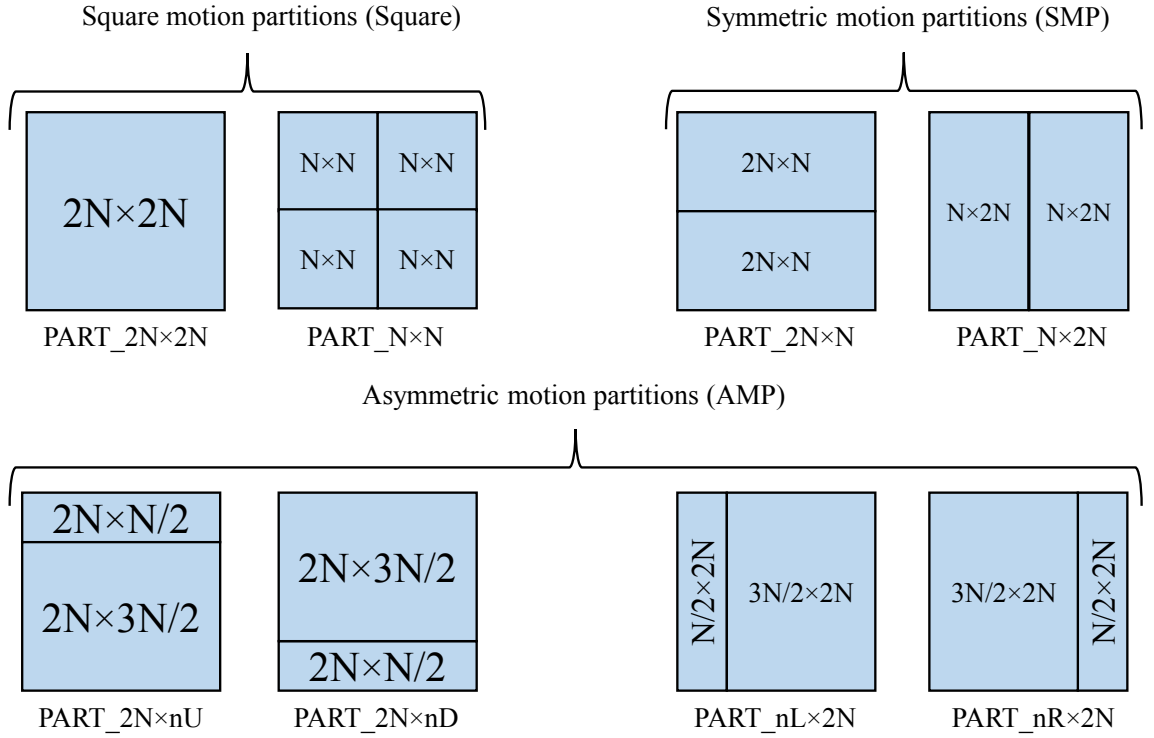 Square motion partitions (Square)
Symmetric motion partitions (SMP)
2N×2N
N×N
N×N
N×N
N×N
2N×N
2N×N
N×2N
N×2N
PART_2N×2N
PART_N×N
PART_2N×N
PART_N×2N
Asymmetric motion partitions (AMP)
2N×N/2
2N×3N/2
2N×3N/2
2N×N/2
N/2×2N
3N/2×2N
3N/2×2N
N/2×2N
PART_2N×nU
PART_2N×nD
PART_nL×2N
PART_nR×2N